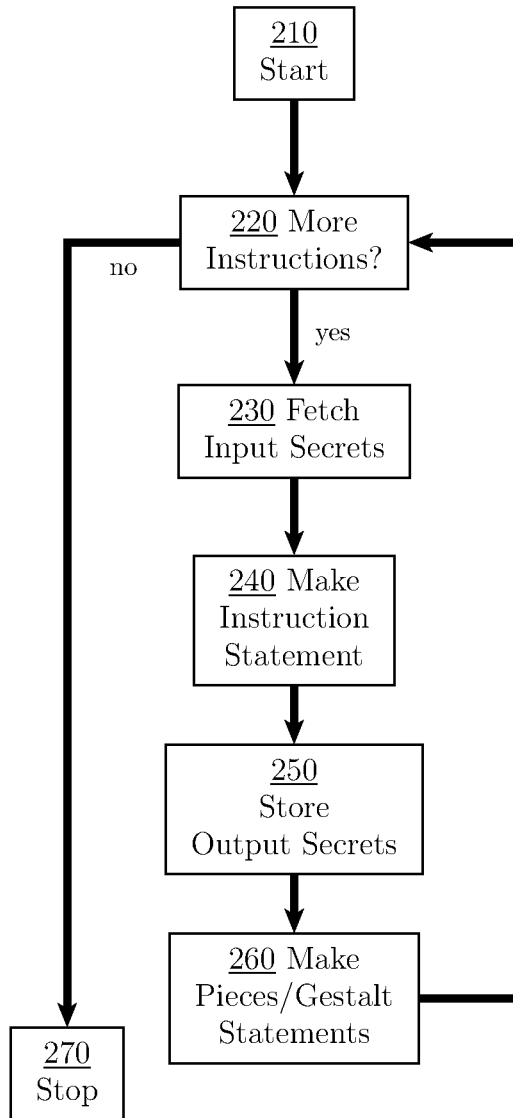 210
Start
220 More
Instructions?
no
yes
230 Fetch
Input Secrets
240 Make
Instruction
Statement
250
Store
Output Secrets
260 Make
Pieces/Gestalt
Statements
270
Stop